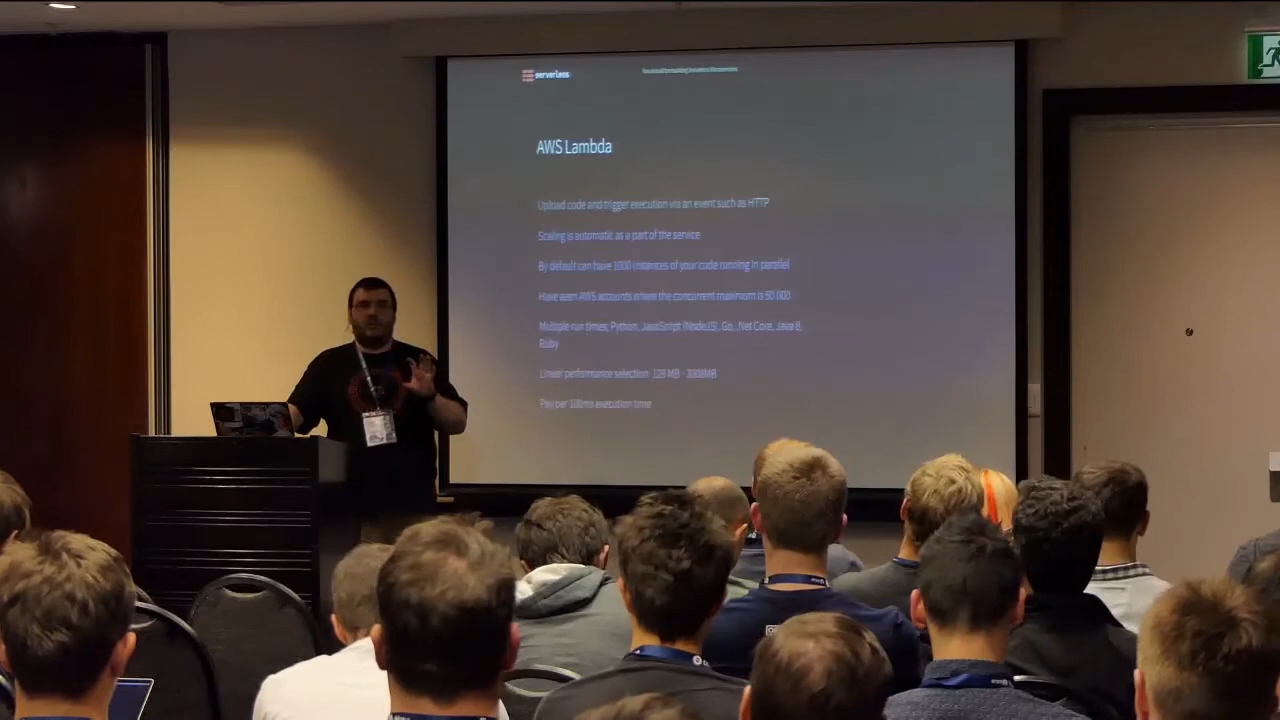 serverless
AWS Lambda
Upload code and trigger execution via an event such as HTTP
Scaling is automatic as a part of the service
By default can have 1000 instances of your code running in parallel
Have seen AWS accounts where the concurrent maximum is 50 000
Multiple run times; Python, JavaScript (NodeJS), Go, .Net Core, Java 8,
Ruby
Linear performance selection: 128 MB - 3008MB
Pay per 100ms execution time